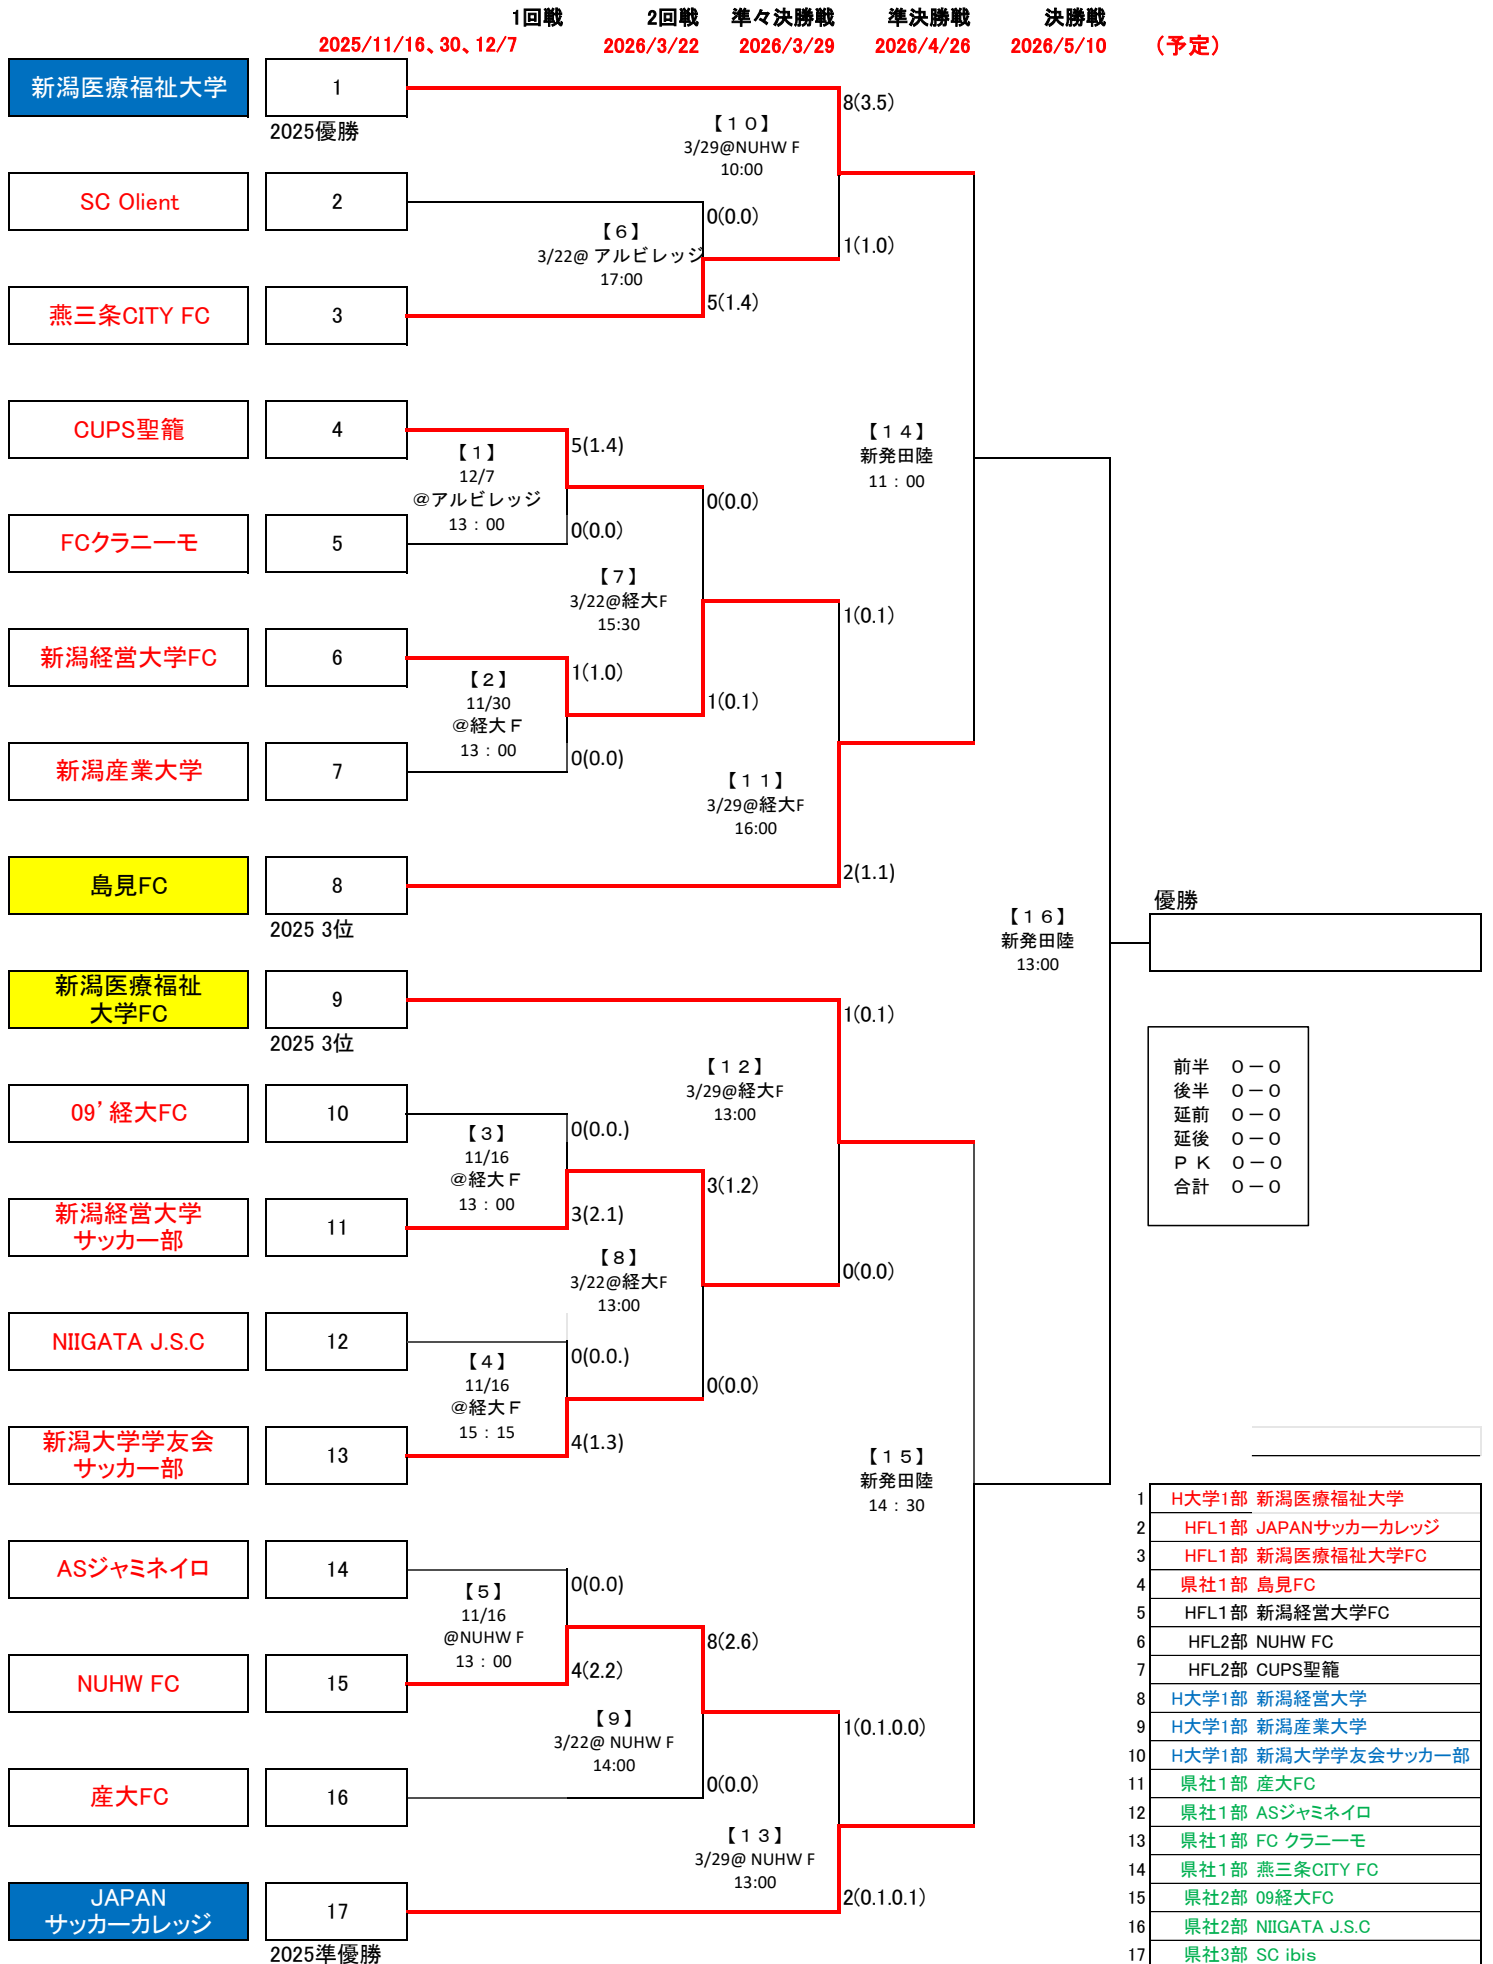 1回戦 2回戦 準々決勝戦 準決勝戦 決勝戦
2025/11/16、30、12/7 2026/3/22 2026/3/29 2026/4/26 2026/5/10 (予定)
新潟医療福祉大学 1
2025優勝
8(3.5)
【10】
3/29@NUHW F
10:00
SC Olient 2
0(0.0)
【6】
3/22@ アルビレッジ
17:00
1(1.0)
燕三条CITY FC 3
5(1.4)
CUPS聖籠 4
5(1.4)
【1】
12/7
@アルビレッジ
13：00
【14】
新発田陸
11：00
0(0.0)
FCクラニーモ 5
0(0.0)
【7】
3/22@経大F
15:30
1(0.1)
新潟経営大学FC 6
1(1.0)
【2】
11/30
@経大Ｆ
13：00
1(0.1)
新潟産業大学 7
0(0.0)
【11】
3/29@経大F
16:00
島見FC 8
2025 3位
2(1.1)
優勝
【16】
新発田陸
13:00
新潟医療福祉
大学FC
9
2025 3位
1(0.1)
【12】
3/29@経大F
13:00
前半 0－0
後半 0－0
延前 0－0
延後 0－0
ＰＫ 0－0
合計 0－0
09’経大FC 10
0(0.0.)
【3】
11/16
@経大Ｆ
13：00
3(1.2)
新潟経営大学
サッカー部
11
3(2.1)
【8】
3/22@経大F
13:00
0(0.0)
NIIGATA J.S.C 12
0(0.0.)
【4】
11/16
@経大Ｆ
15：15
0(0.0)
新潟大学学友会
サッカー部
13
4(1.3)
【15】
新発田陸
14：30
ASジャミネイロ 14
0(0.0)
【5】
11/16
@NUHW F
13：00
8(2.6)
NUHW FC 15
4(2.2)
【9】
3/22@ NUHW F
14:00
1(0.1.0.0)
産大FC 16
0(0.0)
【13】
3/29@ NUHW F
13:00
JAPAN
サッカーカレッジ
17
2025準優勝
2(0.1.0.1)
1 H大学1部 新潟医療福祉大学
2 HFL1部 JAPANサッカーカレッジ
3 HFL1部 新潟医療福祉大学FC
4 県社1部 島見FC
5 HFL1部 新潟経営大学FC
6 HFL2部 NUHW FC
7 HFL2部 CUPS聖籠
8 H大学1部 新潟経営大学
9 H大学1部 新潟産業大学
10 H大学1部 新潟大学学友会サッカー部
11 県社1部 産大FC
12 県社1部 ASジャミネイロ
13 県社1部 FC クラニーモ
14 県社1部 燕三条CITY FC
15 県社2部 09経大FC
16 県社2部 NIIGATA J.S.C
17 県社3部 SC ibis